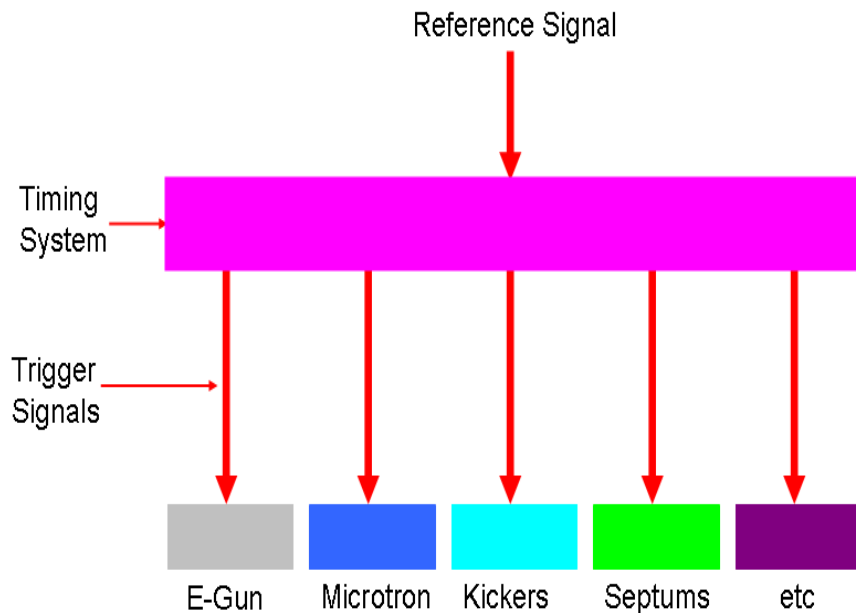 Reference Signal
Timing
System
Trigger
Signals
E-Gun
Microtron
Kickers
Septums
etc